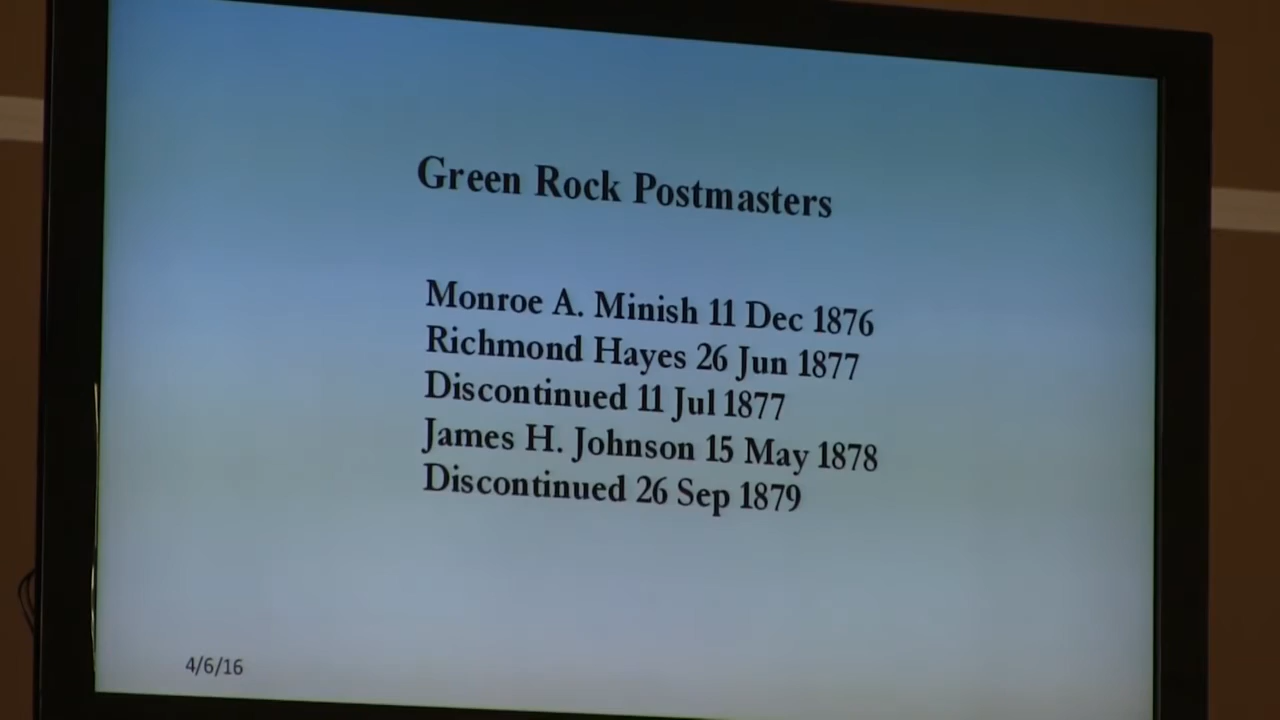 Green Rock Postmasters
Monroe A. Minish 11 Dec 1876
Richmond Hayes 26 Jun 1877
Discontinued 11 Jul 1877
James H. Johnson 15 May 1878
Discontinued 26 Sep 1879
4/6/16